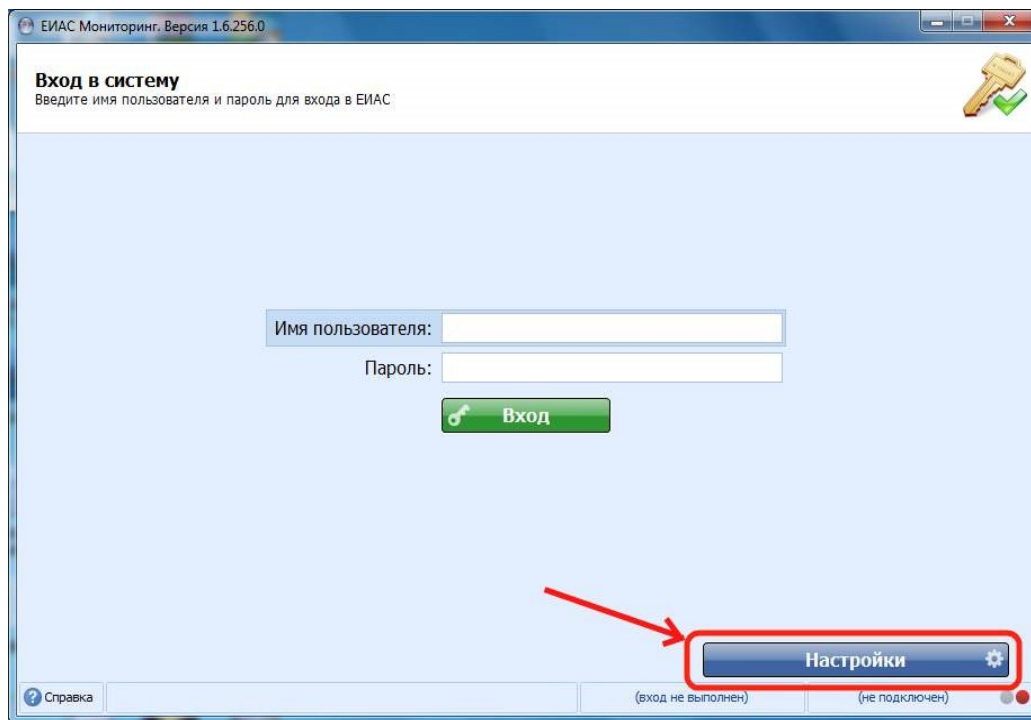 ЕИАС Мониторинг. Версия 1.6.256.0
Вход в систему
Введите имя пользователя и пароль для входа в ЕИАС
Имя пользователя:
Пароль:
Вход
Настройки
Справка
(вход не выполнен)
(не подключен)